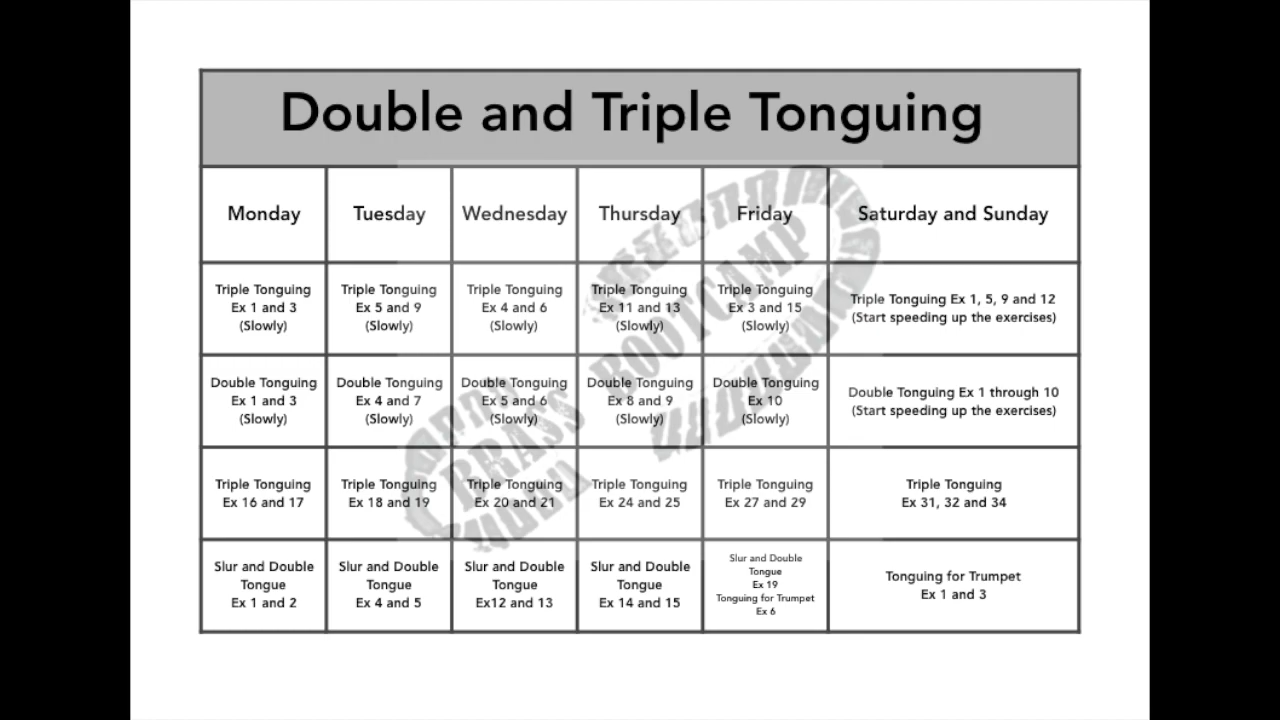 Double and Triple Tonguing
Monday
Tuesday
Wednesday
Thursday
Friday
Saturday and Sunday
Triple Tonguing
Ex 1 and 3
(Slowly)
Triple Tonguing
Ex 5 and 9
(Slowly)
Triple Tonguing
Ex 4 and 6
(Slowly)
Triple Tonguing
Ex 11 and 13
(Slowly)
Triple Tonguing
Ex 3 and 15
(Slowly)
Triple Tonguing Ex 1, 5, 9 and 12
(Start speeding up the exercises)
Double Tonguing
Ex 1 and 3
(Slowly)
Double Tonguing
Ex 4 and 7
(Slowly)
Double Tonguing
Ex 5 and 6
(Slowly)
Double Tonguing
Ex 8 and 9
(Slowly)
Double Tonguing
Ex 10
(Slowly)
Double Tonguing Ex 1 through 10
(Start speeding up the exercises)
Triple Tonguing
Ex 16 and 17
Triple Tonguing
Ex 18 and 19
Triple Tonguing
Ex 20 and 21
Triple Tonguing
Ex 24 and 25
Triple Tonguing
Ex 27 and 29
Triple Tonguing
Ex 31, 32 and 34
Slur and Double
Tongue
Ex 1 and 2
Slur and Double
Tongue
Ex 4 and 5
Slur and Double
Tongue
Ex12 and 13
Slur and Double
Tongue
Ex 14 and 15
Slur and Double
Tongue
Ex 19
Tonguing for Trumpet
Ex 6
Tonguing for Trumpet
Ex 1 and 3
BRASS BOOTCAMP